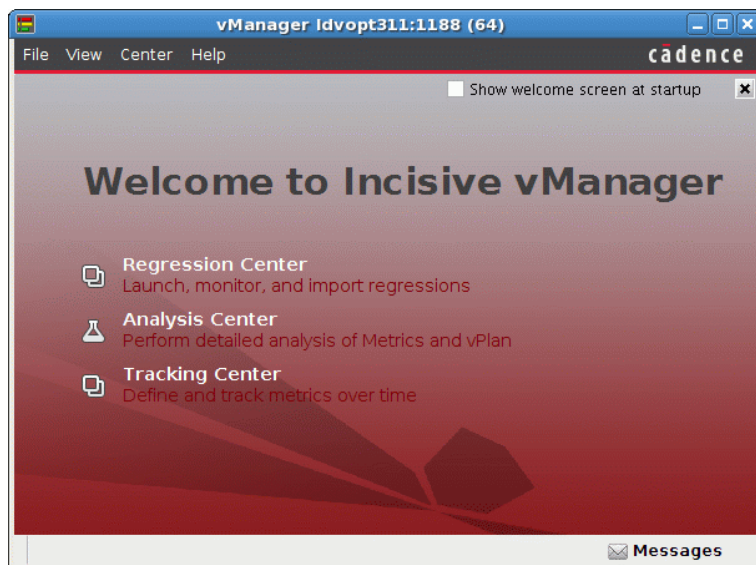 vManager ldvopt311:1188 (64)
File View Center Help
cādence
Show welcome screen at startup
Welcome to Incisive vManager
Regression Center
Launch, monitor, and import regressions
Analysis Center
Perform detailed analysis of Metrics and vPlan
Tracking Center
Define and track metrics over time
Messages